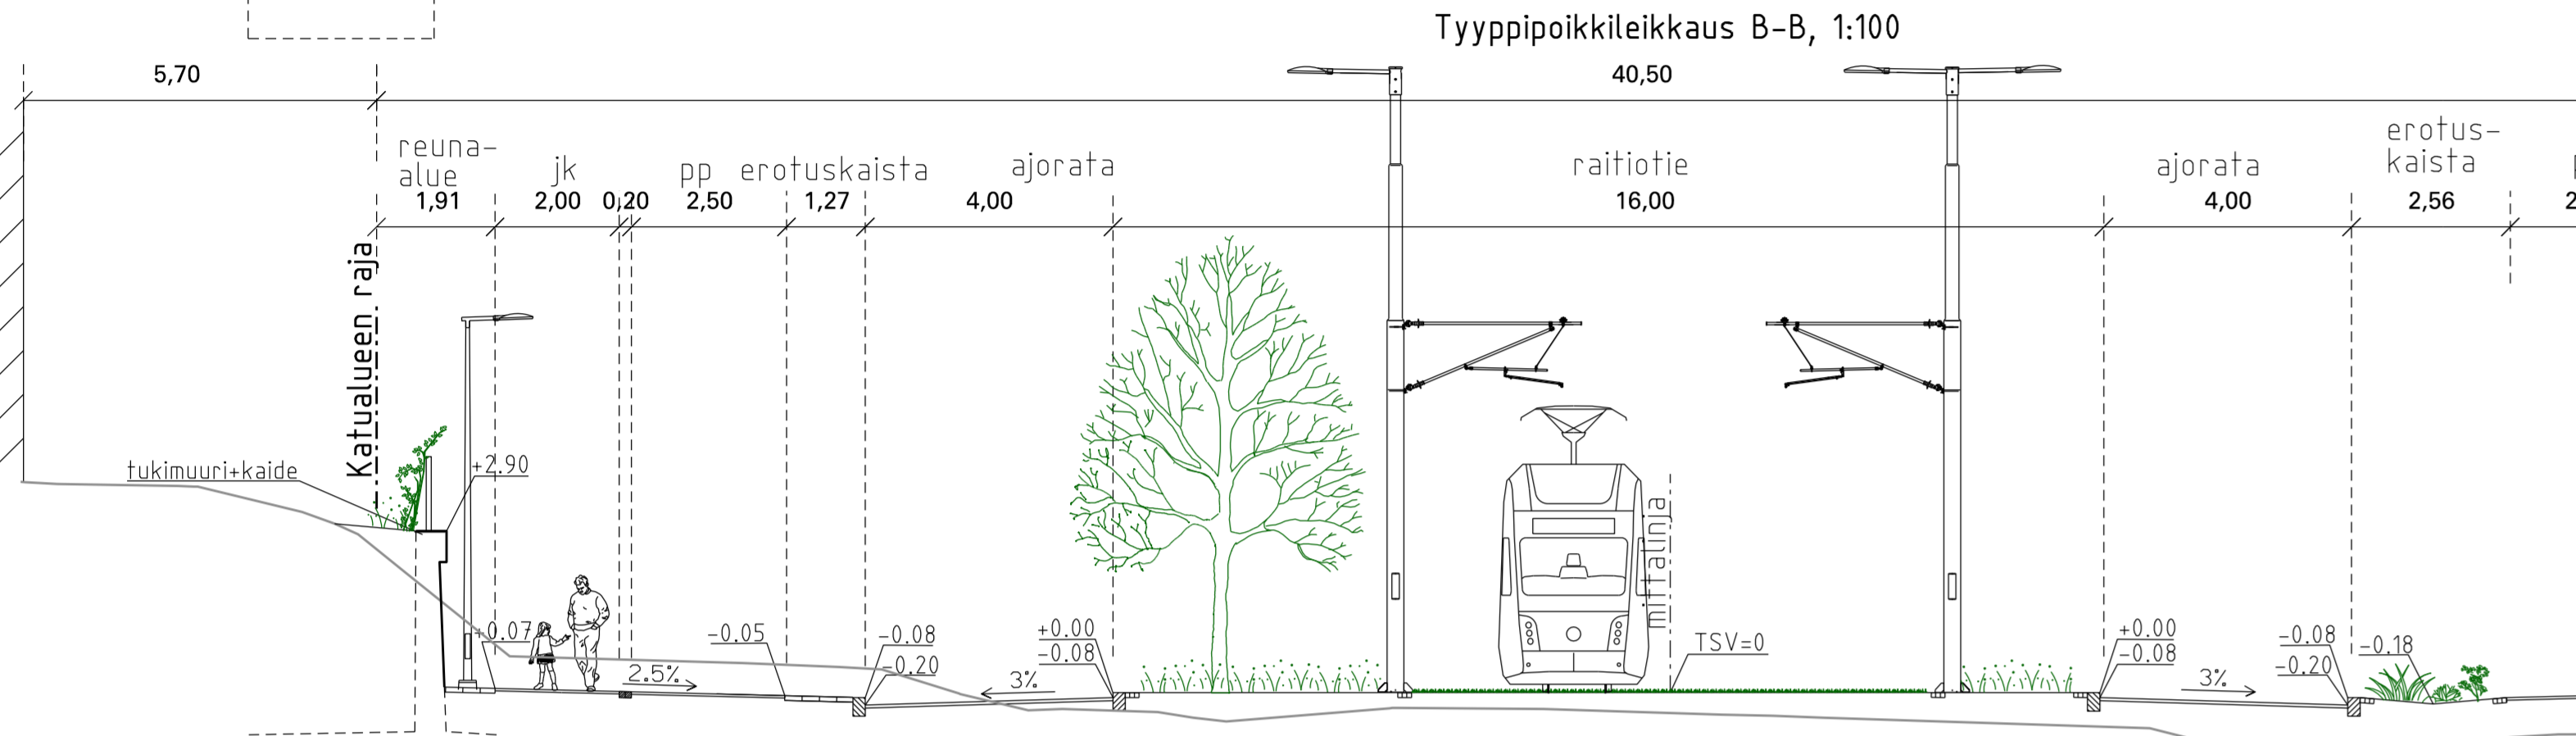 Tyyppipoikkileikkaus B-B, 1:100
5,70
40,50
reuna-
alue
jk
pp
erotuskaista
ajorata
raitiotie
ajorata
erotus-
kaista
1,91
2,00
0,20
2,50
1,27
4,00
16,00
4,00
2,56
Katualueen raja
tukimuuri+kaide
+2.90
+0.07
2.5%
-0.05
-0.08
-0.20
3%
+0.00
-0.08
mittalinja
TSV=0
+0.00
-0.08
3%
-0.08
-0.20
-0.18